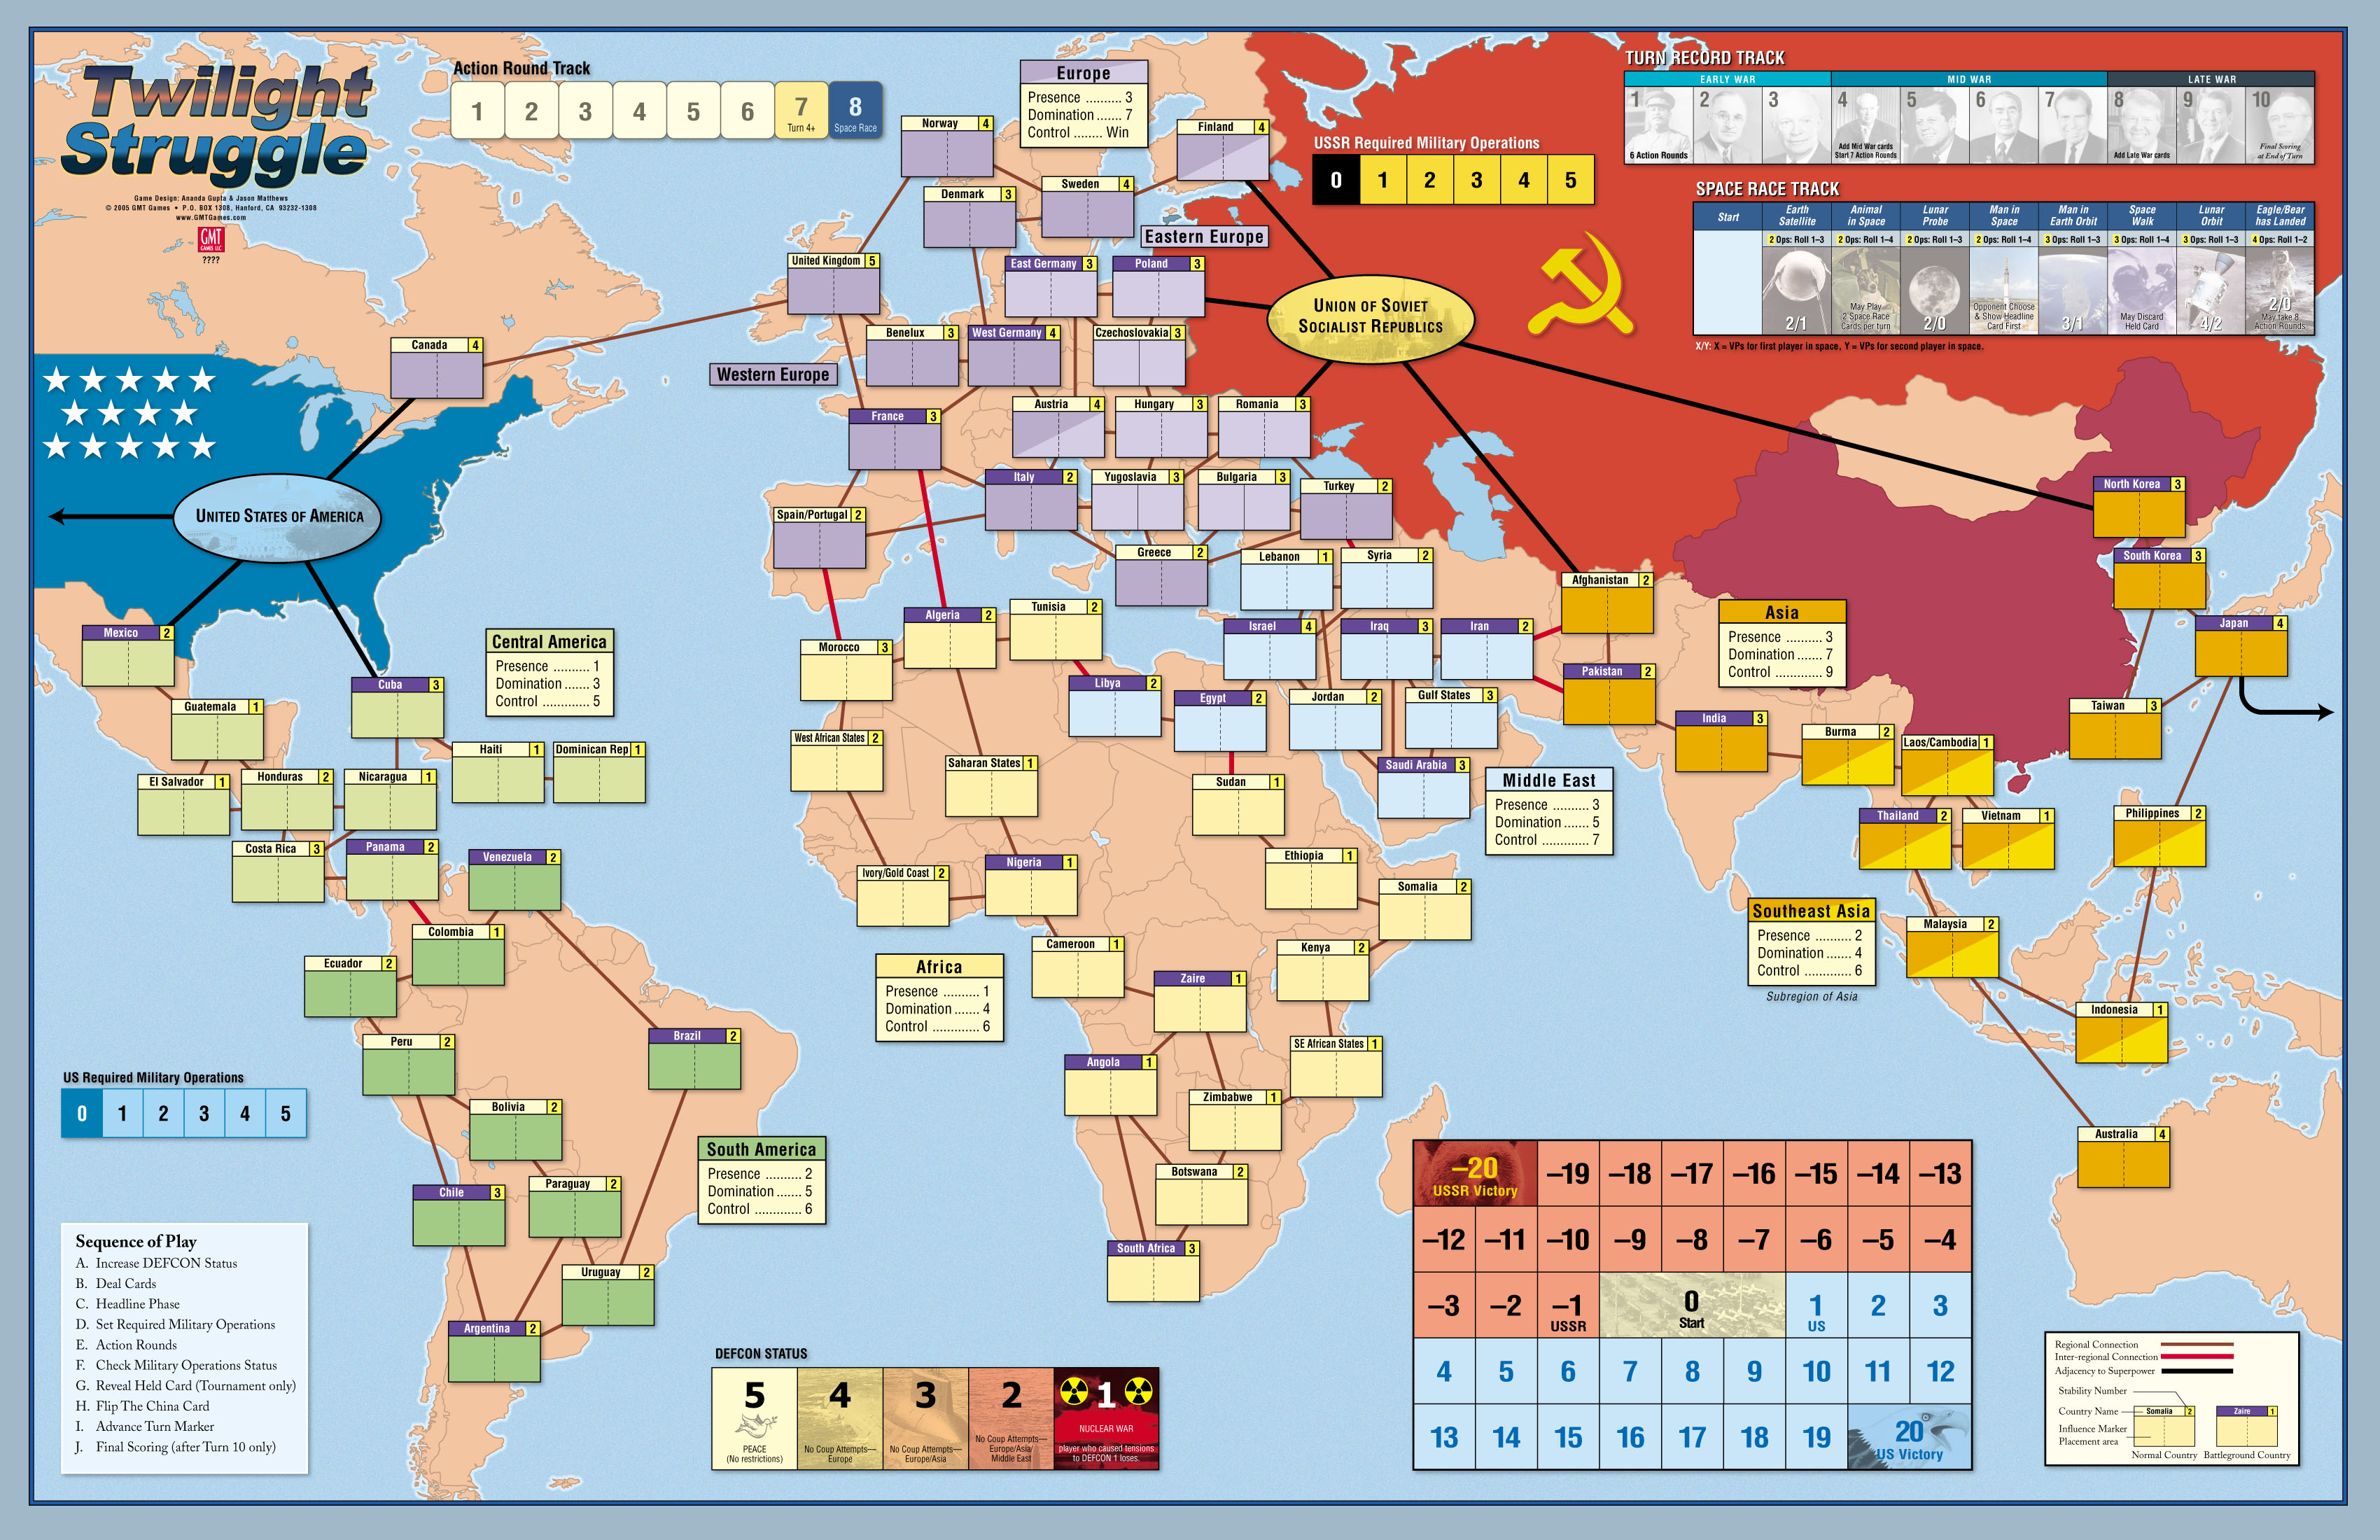 Twilight
Struggle
Game Design: Ananda Gupta & Jason Matthews
© 2005 GMT Games • P.O. BOX 1308, Hanford, CA 93232-1308
www.GMTGames.com
GMT
GAMES LLC
????
Action Round Track
1 2 3 4 5 6 7 8
Turn 4+ Space Race
Europe
Presence .......... 3
Domination ....... 7
Control ........ Win
USSR Required Military Operations
0 1 2 3 4 5
TURN RECORD TRACK
EARLY WAR MID WAR LATE WAR
1 2 3 4 5 6 7 8 9 10
6 Action Rounds
Add Mid War cards
Start 7 Action Rounds
Add Late War cards
Final Scoring
at End of Turn
SPACE RACE TRACK
Start
Earth
Satellite
2 Ops: Roll 1–3
2/1
Animal
in Space
2 Ops: Roll 1–4
May Play
2 Space Race
Cards per turn
Lunar
Probe
2 Ops: Roll 1–3
2/0
Man in
Space
2 Ops: Roll 1–4
Opponent Choose
& Show Headline
Card First
Man in
Earth Orbit
3 Ops: Roll 1–3
3/1
Space
Walk
3 Ops: Roll 1–4
May Discard
Held Card
Lunar
Orbit
3 Ops: Roll 1–3
4/2
Eagle/Bear
has Landed
4 Ops: Roll 1–2
2/0
May take 8
Action Rounds
X/Y: X = VPs for first player in space, Y = VPs for second player in space.
Norway 4
Finland 4
Denmark 3
Sweden 4
Eastern Europe
United Kingdom 5
East Germany 3
Poland 3
UNION OF SOVIET
SOCIALIST REPUBLICS
Canada 4
Benelux 3
West Germany 4
Czechoslovakia 3
Western Europe
France 3
Austria 4
Hungary 3
Romania 3
Italy 2
Yugoslavia 3
Bulgaria 3
Turkey 2
Spain/Portugal 2
Greece 2
UNITED STATES OF AMERICA
Lebanon 1
Syria 2
Israel 4
Iraq 3
Iran 2
Libya 2
Egypt 2
Jordan 2
Gulf States 3
Saudi Arabia 3
Middle East
Presence .......... 3
Domination ....... 5
Control ............ 7
Afghanistan 2
Pakistan 2
India 3
Burma 2
Laos/Cambodia 1
Thailand 2
Vietnam 1
Philippines 2
Malaysia 2
Indonesia 1
Australia 4
North Korea 3
South Korea 3
Japan 4
Taiwan 3
Asia
Presence .......... 3
Domination ....... 7
Control ............ 9
Southeast Asia
Presence .......... 2
Domination ....... 4
Control ............ 6
Subregion of Asia
Mexico 2
Guatemala 1
Cuba 3
Haiti 1
Dominican Rep 1
El Salvador 1
Honduras 2
Nicaragua 1
Costa Rica 3
Panama 2
Central America
Presence .......... 1
Domination ....... 3
Control ............ 5
Venezuela 2
Colombia 1
Ecuador 2
Peru 2
Brazil 2
Bolivia 2
Chile 3
Paraguay 2
Uruguay 2
Argentina 2
South America
Presence .......... 2
Domination ....... 5
Control ............ 6
Algeria 2
Tunisia 2
Morocco 3
West African States 2
Saharan States 1
Sudan 1
Ivory/Gold Coast 2
Nigeria 1
Ethiopia 1
Somalia 2
Cameroon 1
Zaire 1
Kenya 2
Angola 1
SE African States 1
Zimbabwe 1
Botswana 2
South Africa 3
Africa
Presence .......... 1
Domination ....... 4
Control ............ 6
US Required Military Operations
0 1 2 3 4 5
Sequence of Play
A. Increase DEFCON Status
B. Deal Cards
C. Headline Phase
D. Set Required Military Operations
E. Action Rounds
F. Check Military Operations Status
G. Reveal Held Card (Tournament only)
H. Flip The China Card
I. Advance Turn Marker
J. Final Scoring (after Turn 10 only)
DEFCON STATUS
5
PEACE
(No restrictions)
4
No Coup Attempts—
Europe
3
No Coup Attempts—
Europe/Asia
2
No Coup Attempts—
Europe/Asia/
Middle East
1
NUCLEAR WAR
player who caused tensions
to DEFCON 1 loses.
–20 –19 –18 –17 –16 –15 –14 –13
USSR Victory
–12 –11 –10 –9 –8 –7 –6 –5 –4
–3 –2 –1 0 1 2 3
USSR Start US
4 5 6 7 8 9 10 11 12
13 14 15 16 17 18 19 20
US Victory
Regional Connection
Inter-regional Connection
Adjacency to Superpower
Stability Number
Country Name
Somalia 2
Zaire 1
Influence Marker
Placement area
Normal Country Battleground Country